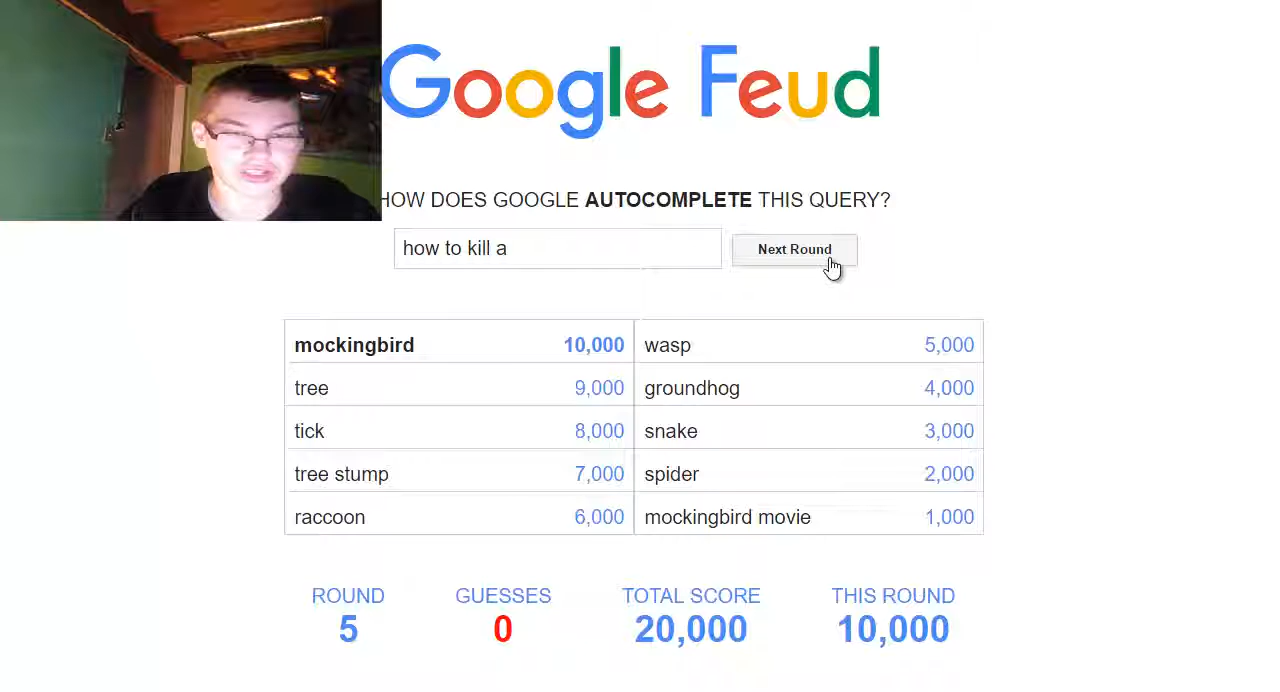 Google Feud
HOW DOES GOOGLE AUTOCOMPLETE THIS QUERY?
how to kill a
Next Round
mockingbird 10,000 wasp 5,000
tree 9,000 groundhog 4,000
tick 8,000 snake 3,000
tree stump 7,000 spider 2,000
raccoon 6,000 mockingbird movie 1,000
ROUND GUESSES TOTAL SCORE THIS ROUND
5 0 20,000 10,000